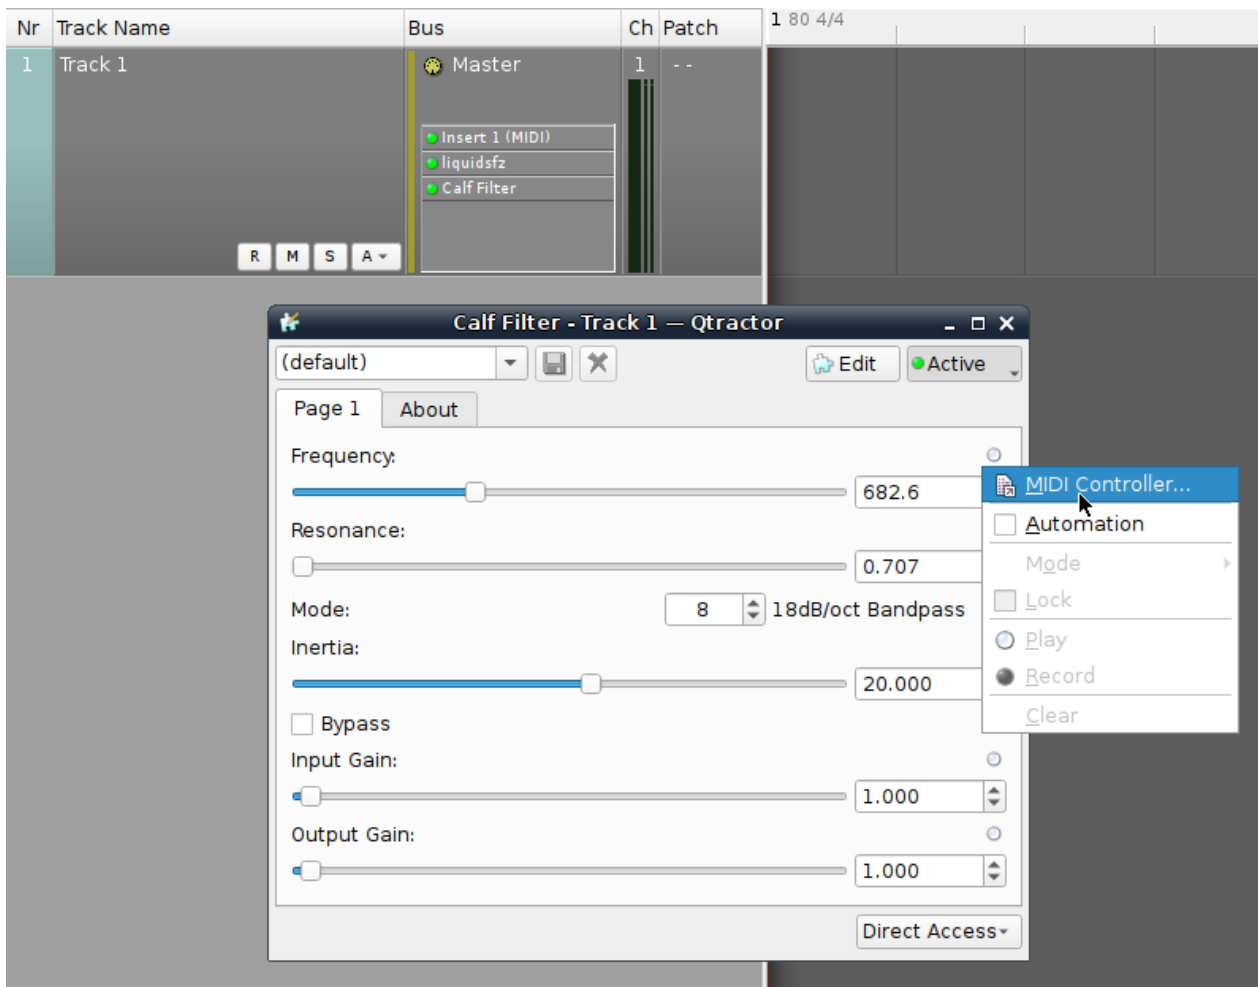 Nr Track Name Bus Ch Patch 1 80 4/4
1 Track 1 Master 1 - -
Insert 1 (MIDI)
liquidsfz
Calf Filter
R M S A
Calf Filter - Track 1 — Qtractor
(default) Edit Active
Page 1 About
Frequency:
682.6
MIDI Controller...
Automation
Resonance:
0.707
Mode
Mode: 8 18dB/oct Bandpass
Lock
Inertia:
Play
20.000
Record
Bypass
Clear
Input Gain:
1.000
Output Gain:
1.000
Direct Access